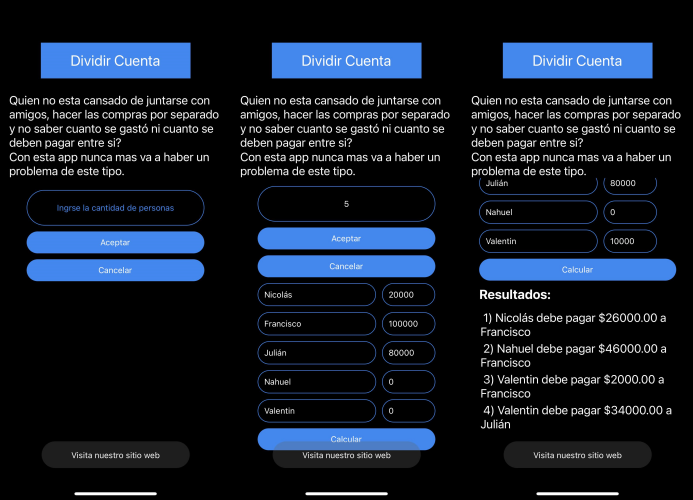 Dividir Cuenta
Quien no esta cansado de juntarse con
amigos, hacer las compras por separado
y no saber cuanto se gastó ni cuanto se
deben pagar entre si?
Con esta app nunca mas va a haber un
problema de este tipo.
Ingrse la cantidad de personas
Aceptar
Cancelar
Visita nuestro sitio web
Dividir Cuenta
Quien no esta cansado de juntarse con
amigos, hacer las compras por separado
y no saber cuanto se gastó ni cuanto se
deben pagar entre si?
Con esta app nunca mas va a haber un
problema de este tipo.
5
Aceptar
Cancelar
Nicolás 20000
Francisco 100000
Julián 80000
Nahuel 0
Valentin 0
Calcular
Visita nuestro sitio web
Dividir Cuenta
Quien no esta cansado de juntarse con
amigos, hacer las compras por separado
y no saber cuanto se gastó ni cuanto se
deben pagar entre si?
Con esta app nunca mas va a haber un
problema de este tipo.
Julián 80000
Nahuel 0
Valentin 10000
Calcular
Resultados:
1) Nicolás debe pagar $26000.00 a
Francisco
2) Nahuel debe pagar $46000.00 a
Francisco
3) Valentin debe pagar $2000.00 a
Francisco
4) Valentin debe pagar $34000.00 a
Julián
Visita nuestro sitio web